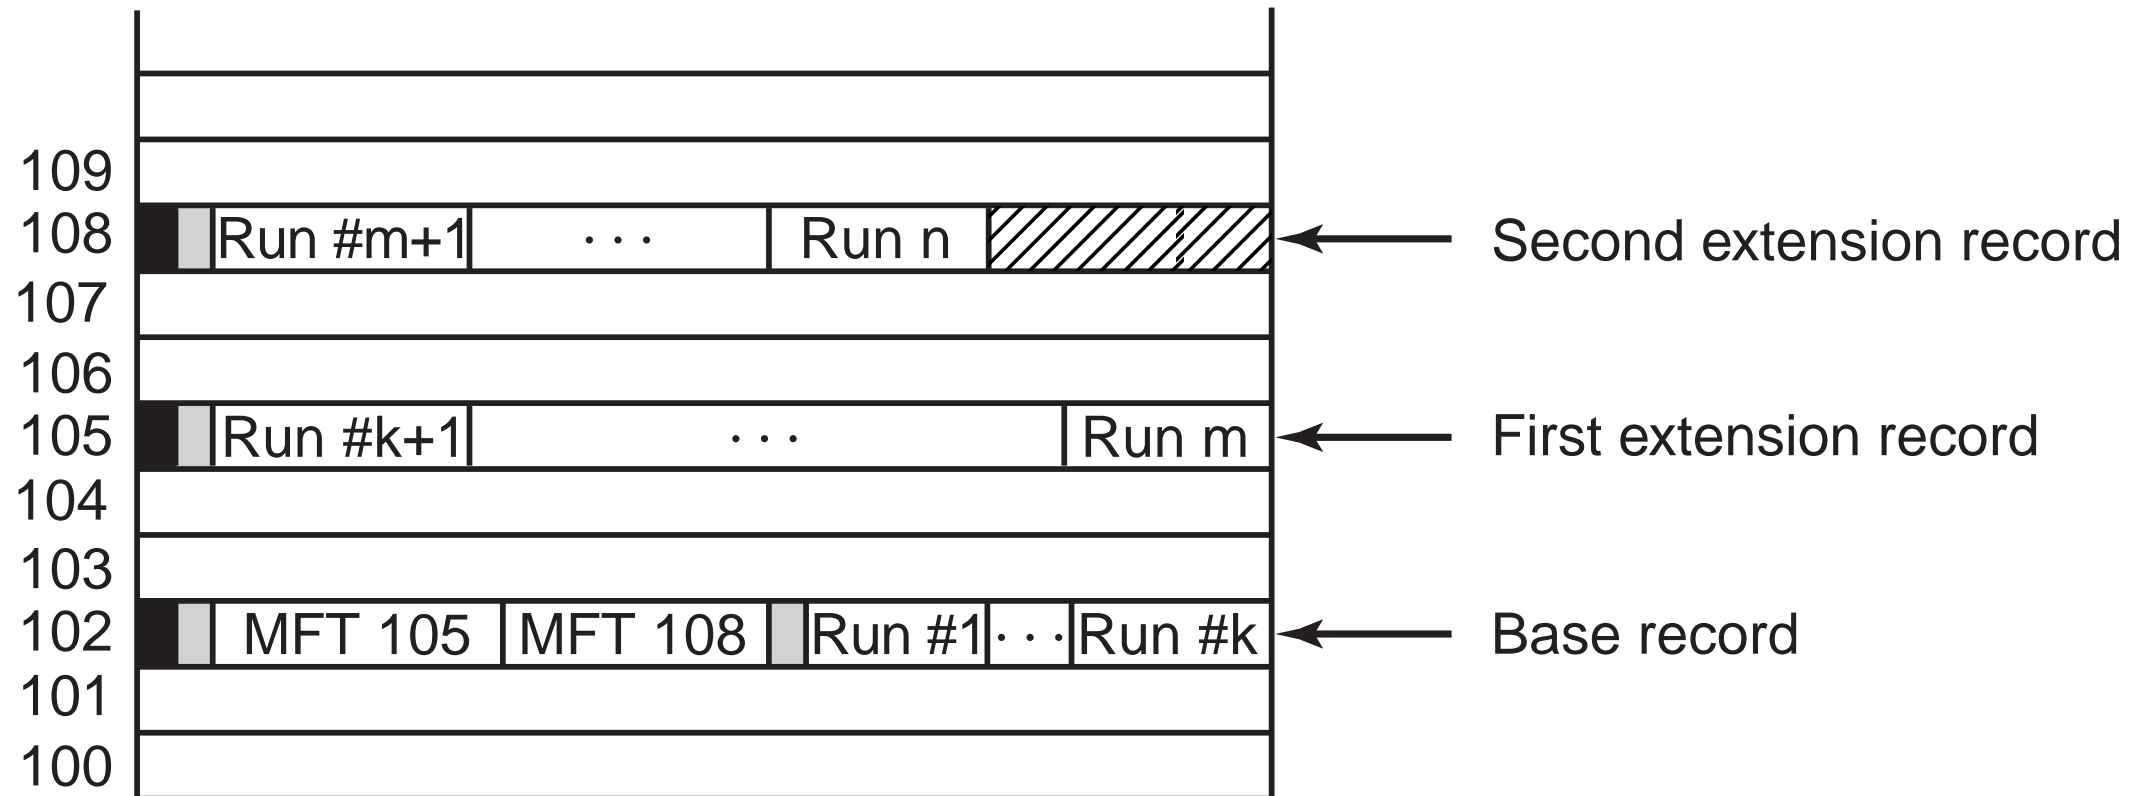 109
108 Run #m+1 · · · Run n Second extension record
107
106
105 Run #k+1 · · · Run m First extension record
104
103
102 MFT 105 MFT 108 Run #1 · · · Run #k Base record
101
100